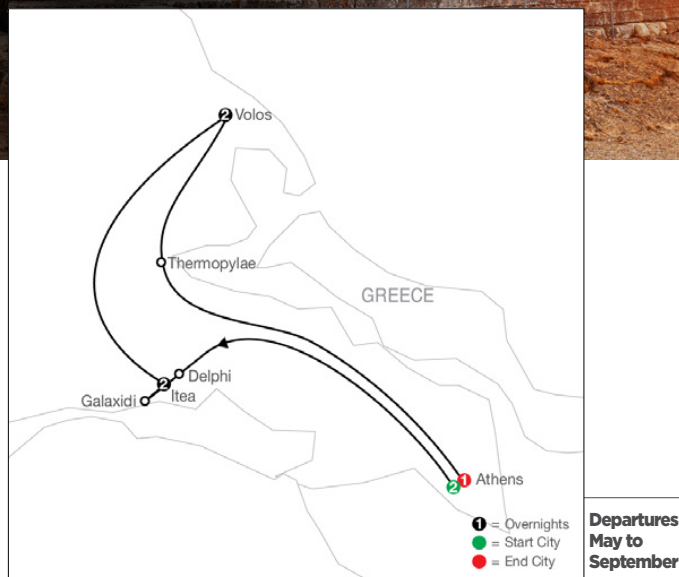 2 Volos
Thermopylae
GREECE
Delphi
2
Itea
Galaxidi
1 Athens
2
1 = Overnights
= Start City
= End City
Departures
May to
September